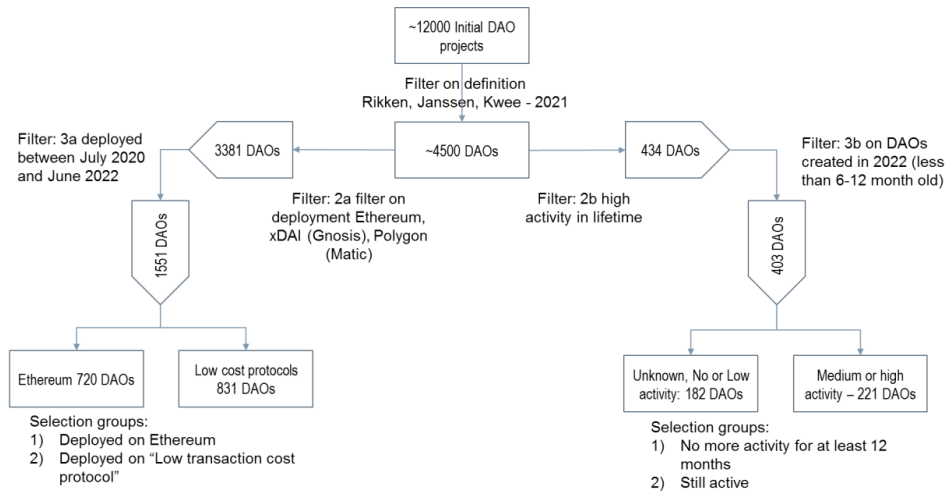 ~12000 Initial DAO
projects
Filter on definition
Rikken, Janssen, Kwee - 2021
Filter: 3a deployed
between July 2020
and June 2022
3381 DAOs
~4500 DAOs
434 DAOs
Filter: 3b on DAOs
created in 2022 (less
than 6-12 month old)
Filter: 2a filter on
deployment Ethereum,
xDAI (Gnosis), Polygon
(Matic)
Filter: 2b high
activity in lifetime
1551 DAOs
403 DAOs
Ethereum 720 DAOs
Low cost protocols
831 DAOs
Unknown, No or Low
activity: 182 DAOs
Medium or high
activity – 221 DAOs
Selection groups:
1) Deployed on Ethereum
2) Deployed on “Low transaction cost
protocol”
Selection groups:
1) No more activity for at least 12
months
2) Still active